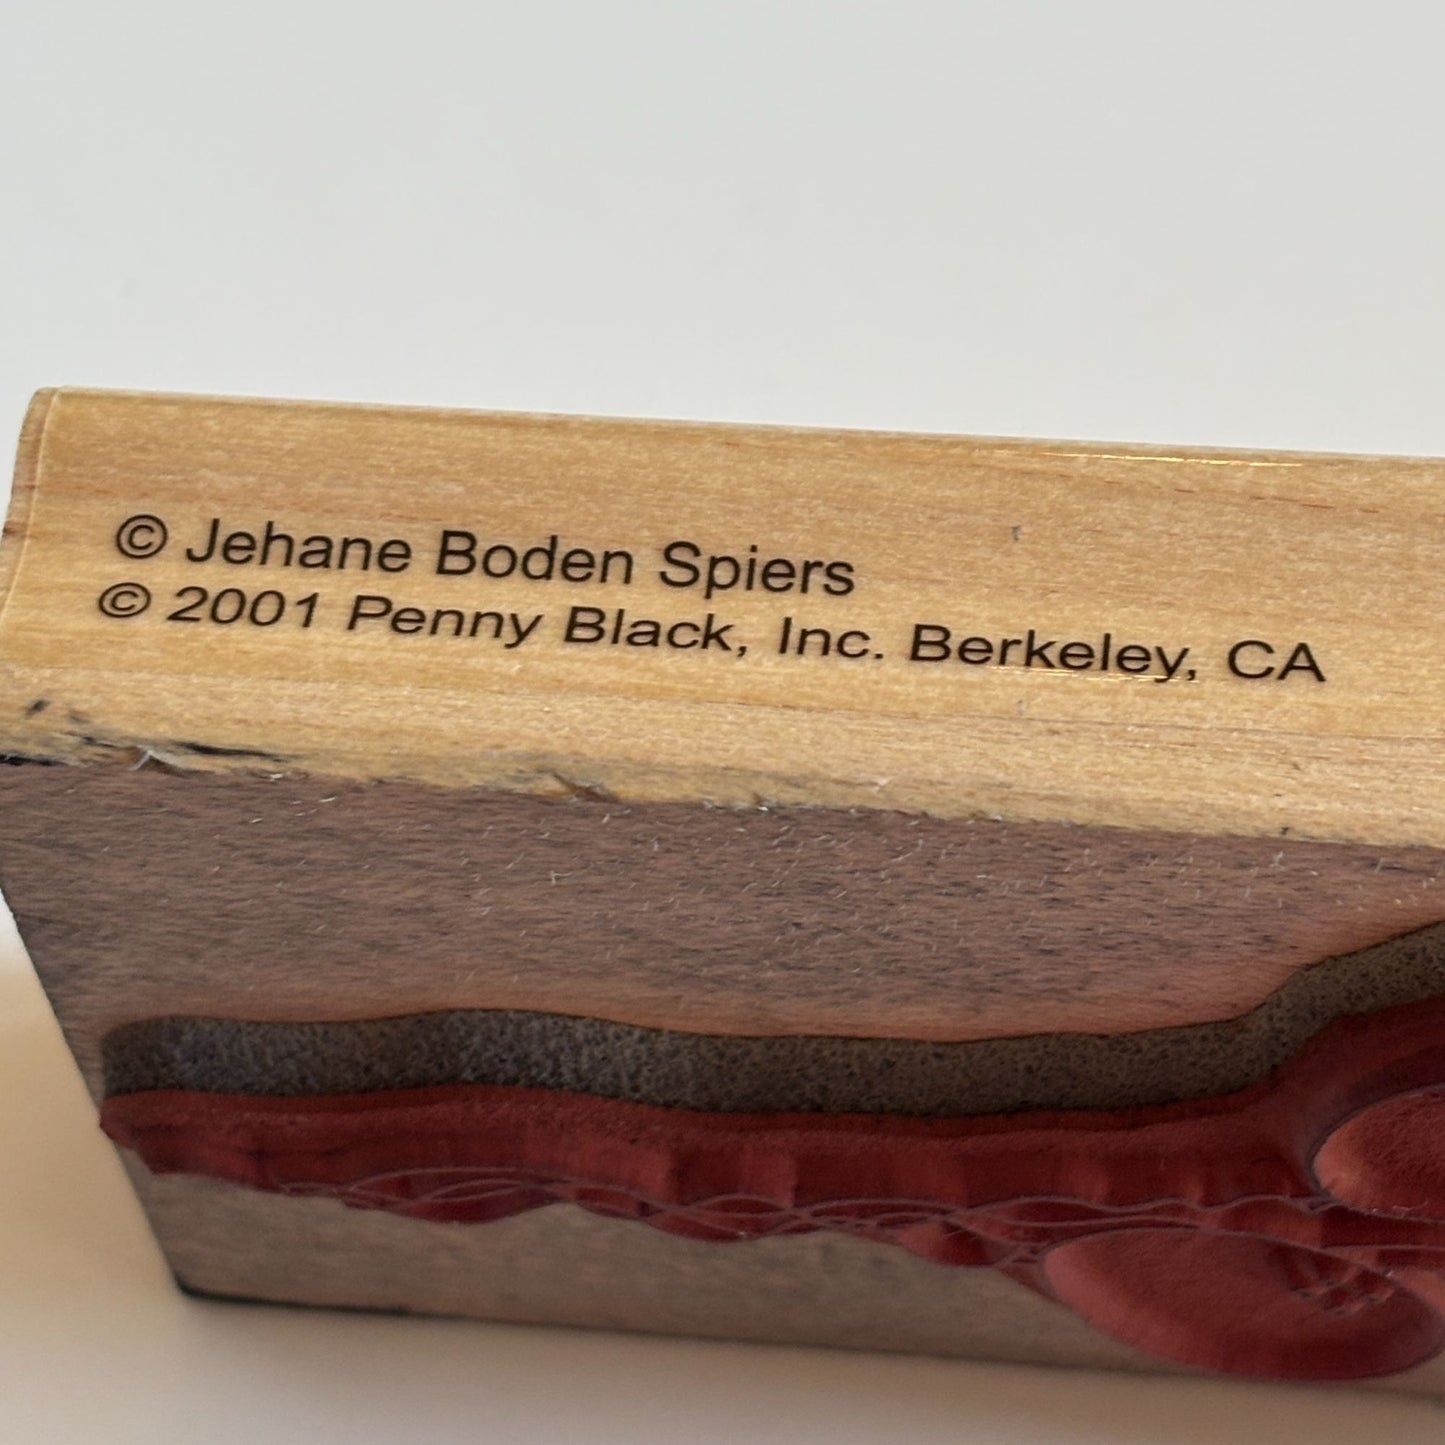 © Jehane Boden Spiers
© 2001 Penny Black, Inc. Berkeley, CA